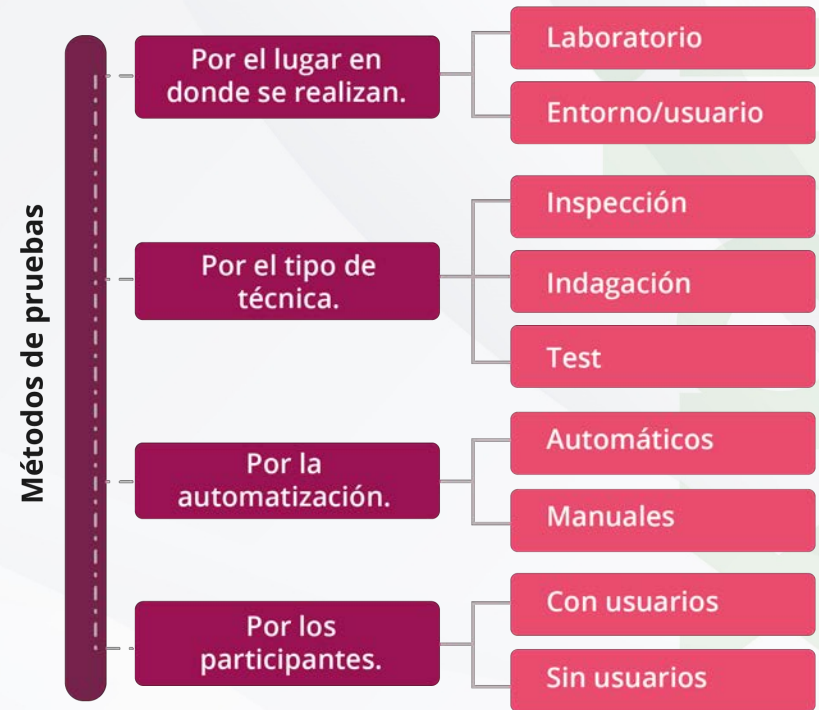 Métodos de pruebas
Por el lugar en
donde se realizan.
Laboratorio
Entorno/usuario
Por el tipo de
técnica.
Inspección
Indagación
Test
Por la
automatización.
Automáticos
Manuales
Por los
participantes.
Con usuarios
Sin usuarios